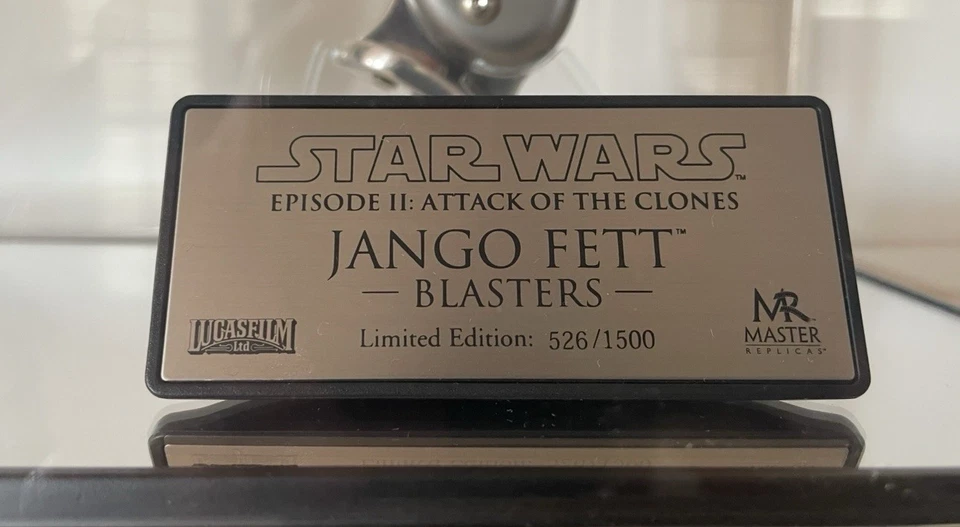 STAR WARS™
EPISODE II: ATTACK OF THE CLONES
JANGO FETT™
— BLASTERS —
Limited Edition: 526/1500
LUCASFILM
Ltd
MR
MASTER
REPLICAS